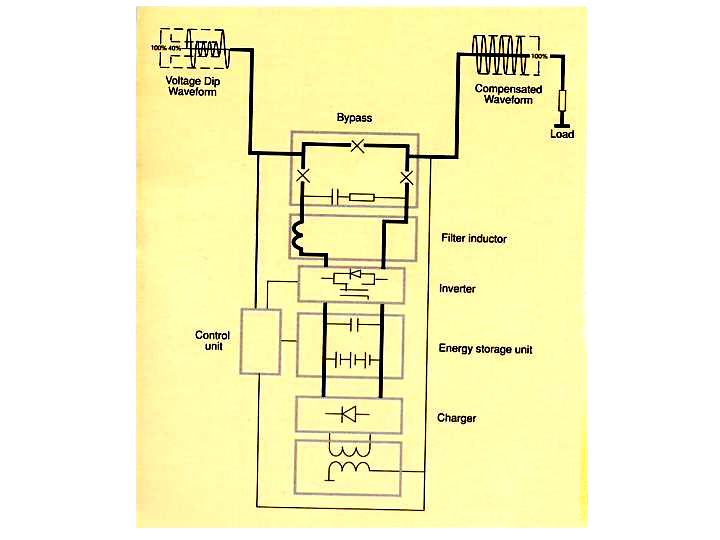 100% 40%
100%
Voltage Dip
Waveform
Compensated
Waveform
Bypass
Load
Filter inductor
Inverter
Control
unit
Energy storage unit
Charger